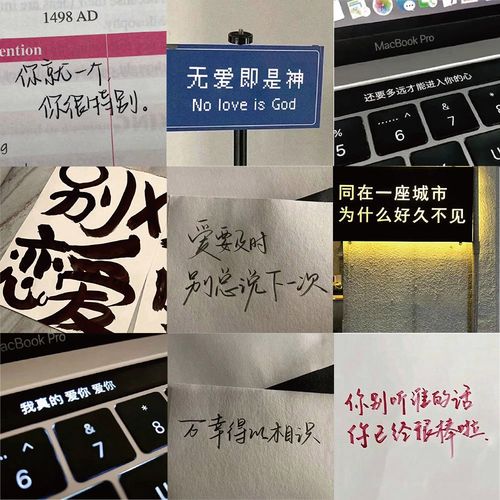 1498 AD
ention
你就一个
你很特别。
无爱即是神
No love is God
MacBook Pro
还要多远才能进入你的心
% ^ &
5 6 7
别
恋爱
爱要及时
别总说下一次
同在一座城市
为什么好久不见
acBook Pro
我真的 爱你 爱你
^ & *
6 7 8
万幸得以相识
你别听谁的话
你已经很棒啦.